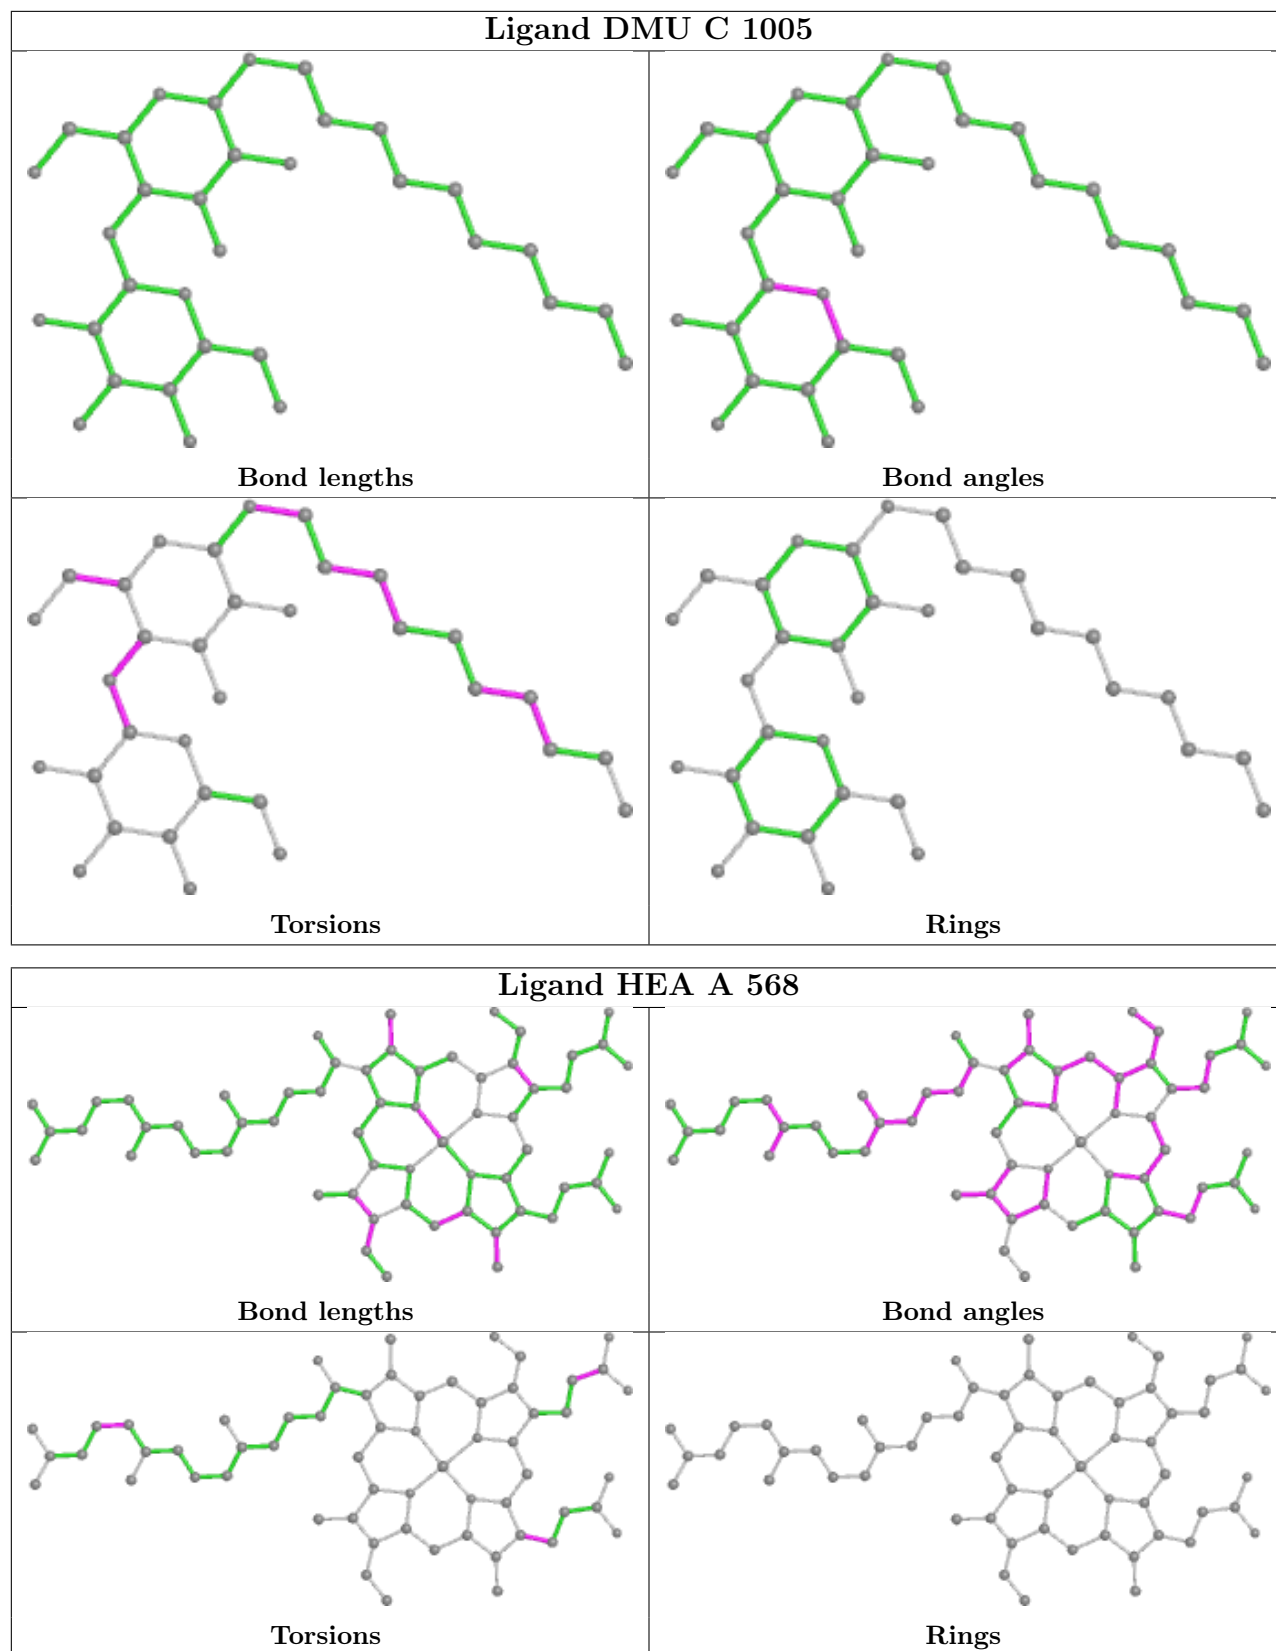 Ligand DMU C 1005
Bond lengths
Bond angles
Torsions
Rings
Ligand HEA A 568
Bond lengths
Bond angles
Torsions
Rings